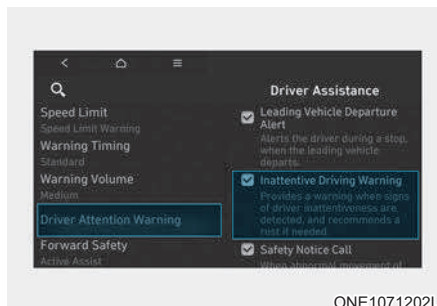 Driver Assistance
Speed Limit
Speed Limit Warning
Warning Timing
Standard
Warning Volume
Medium
Driver Attention Warning
Forward Safety
Active Assist
Leading Vehicle Departure
Alert
Alerts the driver during a stop,
when the leading vehicle
departs.
Inattentive Driving Warning
Provides a warning when signs
of driver inattentiveness are
detected, and recommends a
rest if needed.
Safety Notice Call
When abnormal movement of